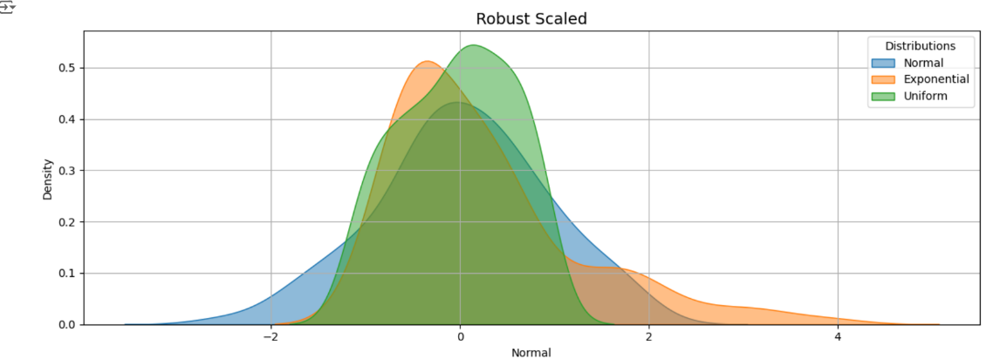 Robust Scaled
Distributions
Normal
Exponential
Uniform
Density
0.5
0.4
0.3
0.2
0.1
0.0
−2
0
2
4
Normal